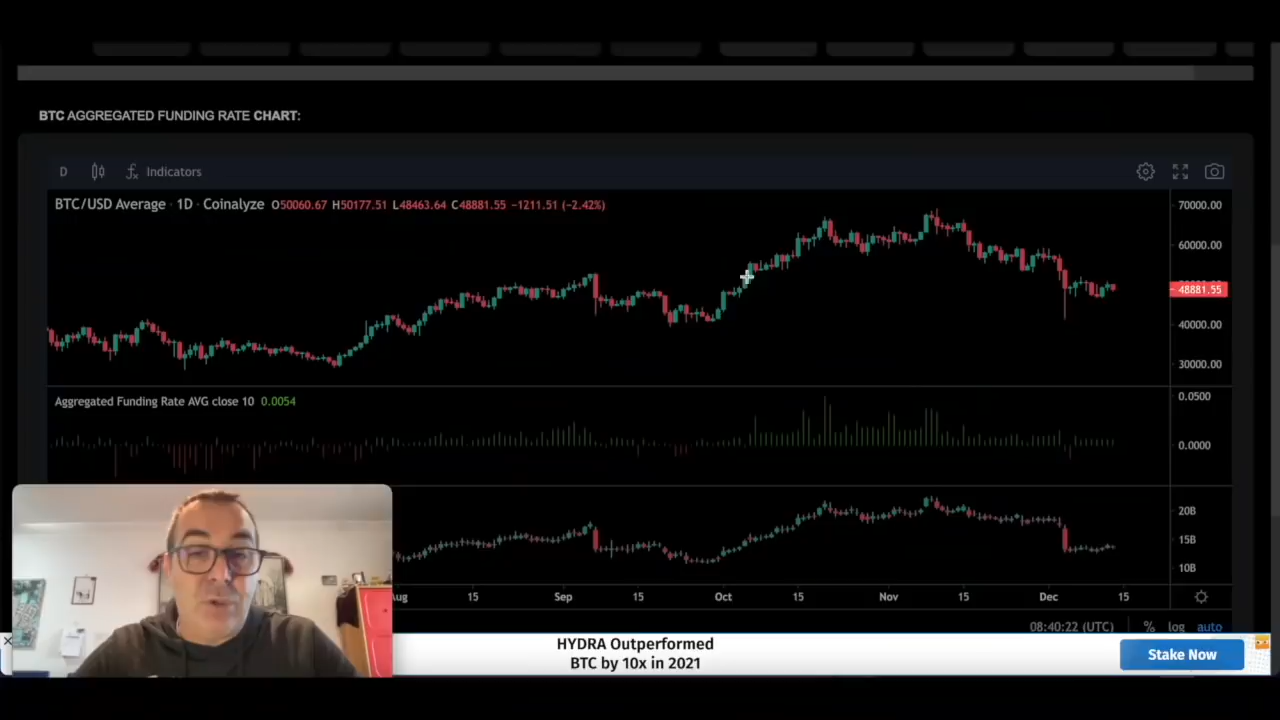 BTC AGGREGATED FUNDING RATE CHART:
D Indicators
BTC/USD Average · 1D · Coinalyze O50060.67 H50177.51 L48463.64 C48881.55 −1211.51 (−2.42%)
70000.00
60000.00
48881.55
40000.00
30000.00
Aggregated Funding Rate AVG close 10 0.0054
0.0500
0.0000
20B
15B
10B
Aug 15 Sep 15 Oct 15 Nov 15 Dec 15
08:40:22 (UTC) % log auto
HYDRA Outperformed
BTC by 10x in 2021
Stake Now